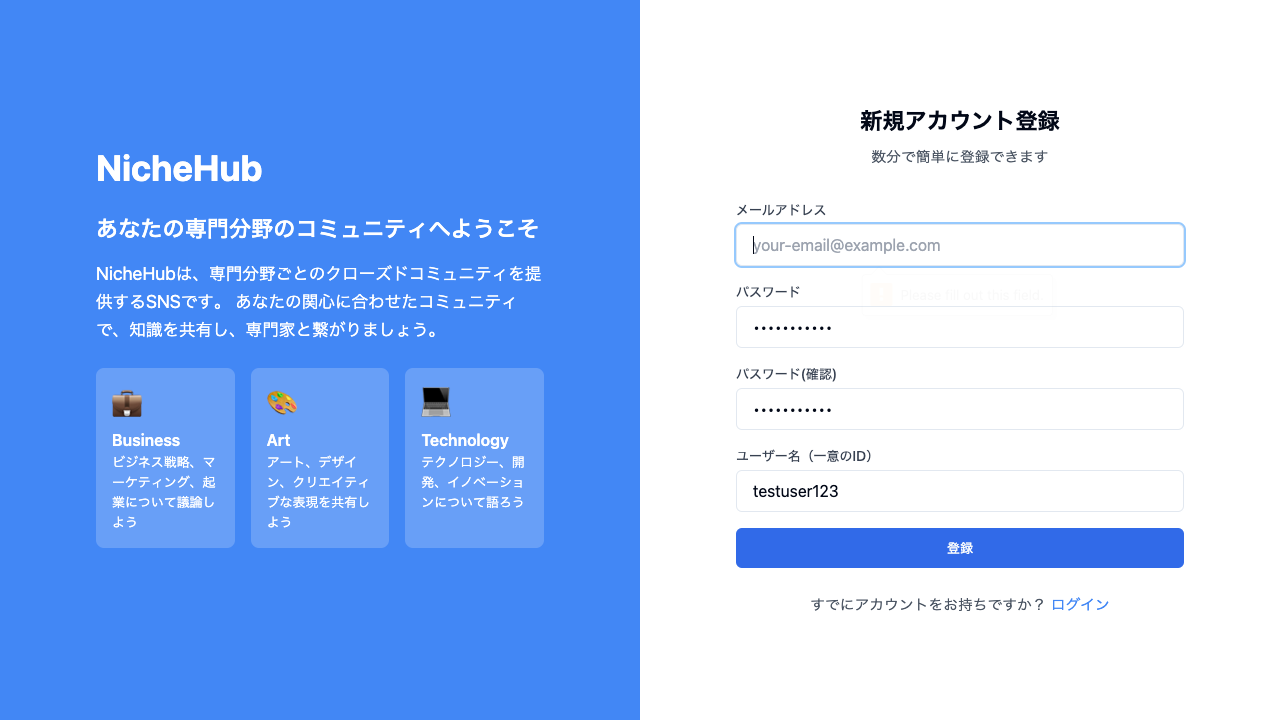 NicheHub
あなたの専門分野のコミュニティへようこそ
NicheHubは、専門分野ごとのクローズドコミュニティを提
供するSNSです。 あなたの関心に合わせたコミュニティ
で、知識を共有し、専門家と繋がりましょう。
Business
ビジネス戦略、マ
ーケティング、起
業について議論し
よう
Art
アート、デザイ
ン、クリエイティ
ブな表現を共有し
よう
Technology
テクノロジー、開
発、イノベーショ
ンについて語ろう
新規アカウント登録
数分で簡単に登録できます
メールアドレス
your-email@example.com
Please fill out this field.
パスワード
•••••••••••
パスワード(確認)
•••••••••••
ユーザー名（一意のID）
testuser123
登録
すでにアカウントをお持ちですか？ ログイン